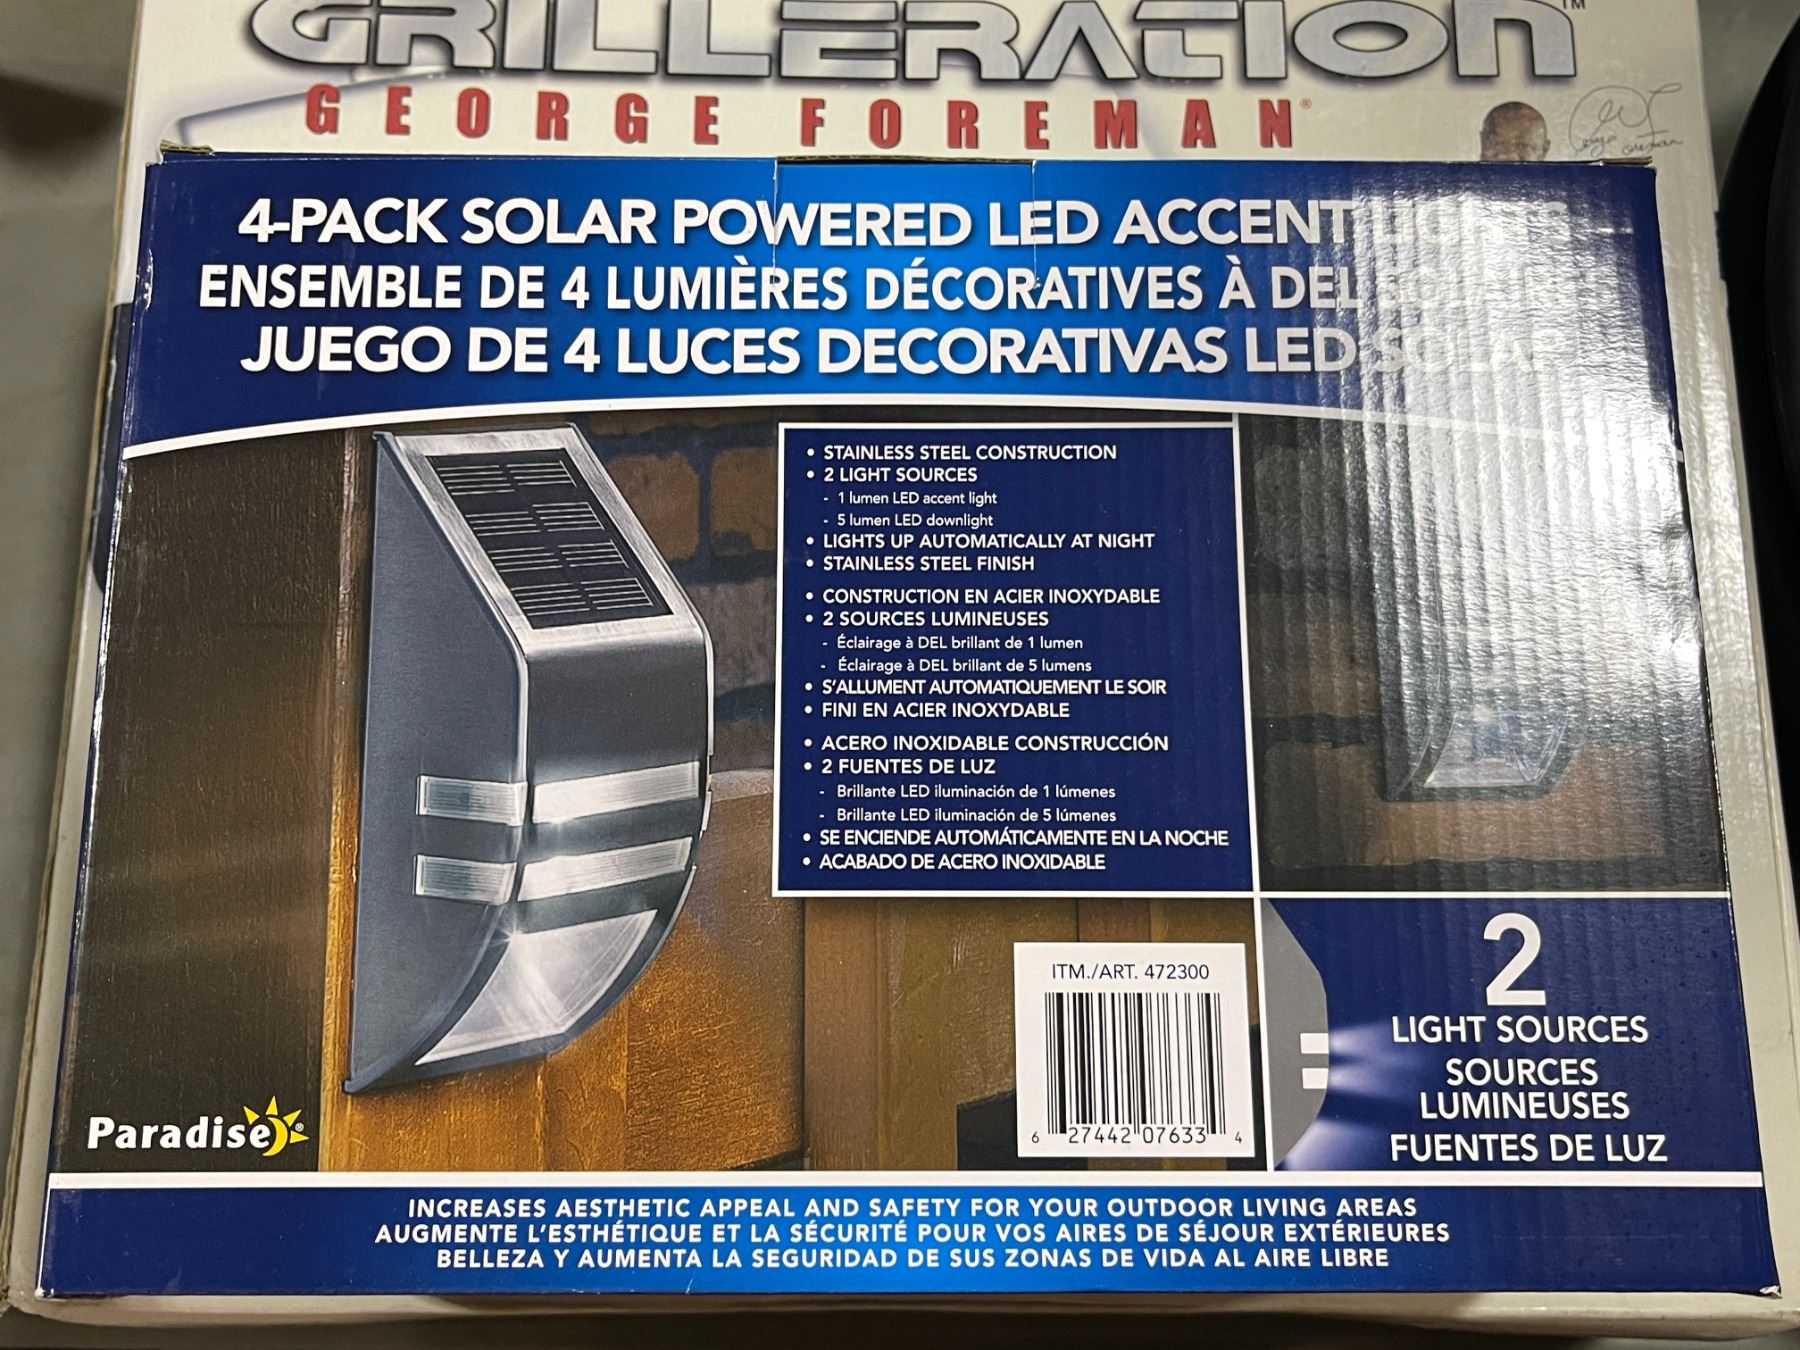 GRILLERATION™
GEORGE FOREMAN®
4-PACK SOLAR POWERED LED ACCENT LIGHTS
ENSEMBLE DE 4 LUMIÈRES DÉCORATIVES À DEL SOLAIRES
JUEGO DE 4 LUCES DECORATIVAS LED SOLAR
• STAINLESS STEEL CONSTRUCTION
• 2 LIGHT SOURCES
- 1 lumen LED accent light
- 5 lumen LED downlight
• LIGHTS UP AUTOMATICALLY AT NIGHT
• STAINLESS STEEL FINISH
• CONSTRUCTION EN ACIER INOXYDABLE
• 2 SOURCES LUMINEUSES
- Éclairage à DEL brillant de 1 lumen
- Éclairage à DEL brillant de 5 lumens
• S'ALLUMENT AUTOMATIQUEMENT LE SOIR
• FINI EN ACIER INOXYDABLE
• ACERO INOXIDABLE CONSTRUCCIÓN
• 2 FUENTES DE LUZ
- Brillante LED iluminación de 1 lúmenes
- Brillante LED iluminación de 5 lúmenes
• SE ENCIENDE AUTOMÁTICAMENTE EN LA NOCHE
• ACABADO DE ACERO INOXIDABLE
ITM./ART. 472300
6 27442 07633 4
2
LIGHT SOURCES
SOURCES
LUMINEUSES
FUENTES DE LUZ
Paradise®
INCREASES AESTHETIC APPEAL AND SAFETY FOR YOUR OUTDOOR LIVING AREAS
AUGMENTE L'ESTHÉTIQUE ET LA SÉCURITÉ POUR VOS AIRES DE SÉJOUR EXTÉRIEURES
BELLEZA Y AUMENTA LA SEGURIDAD DE SUS ZONAS DE VIDA AL AIRE LIBRE